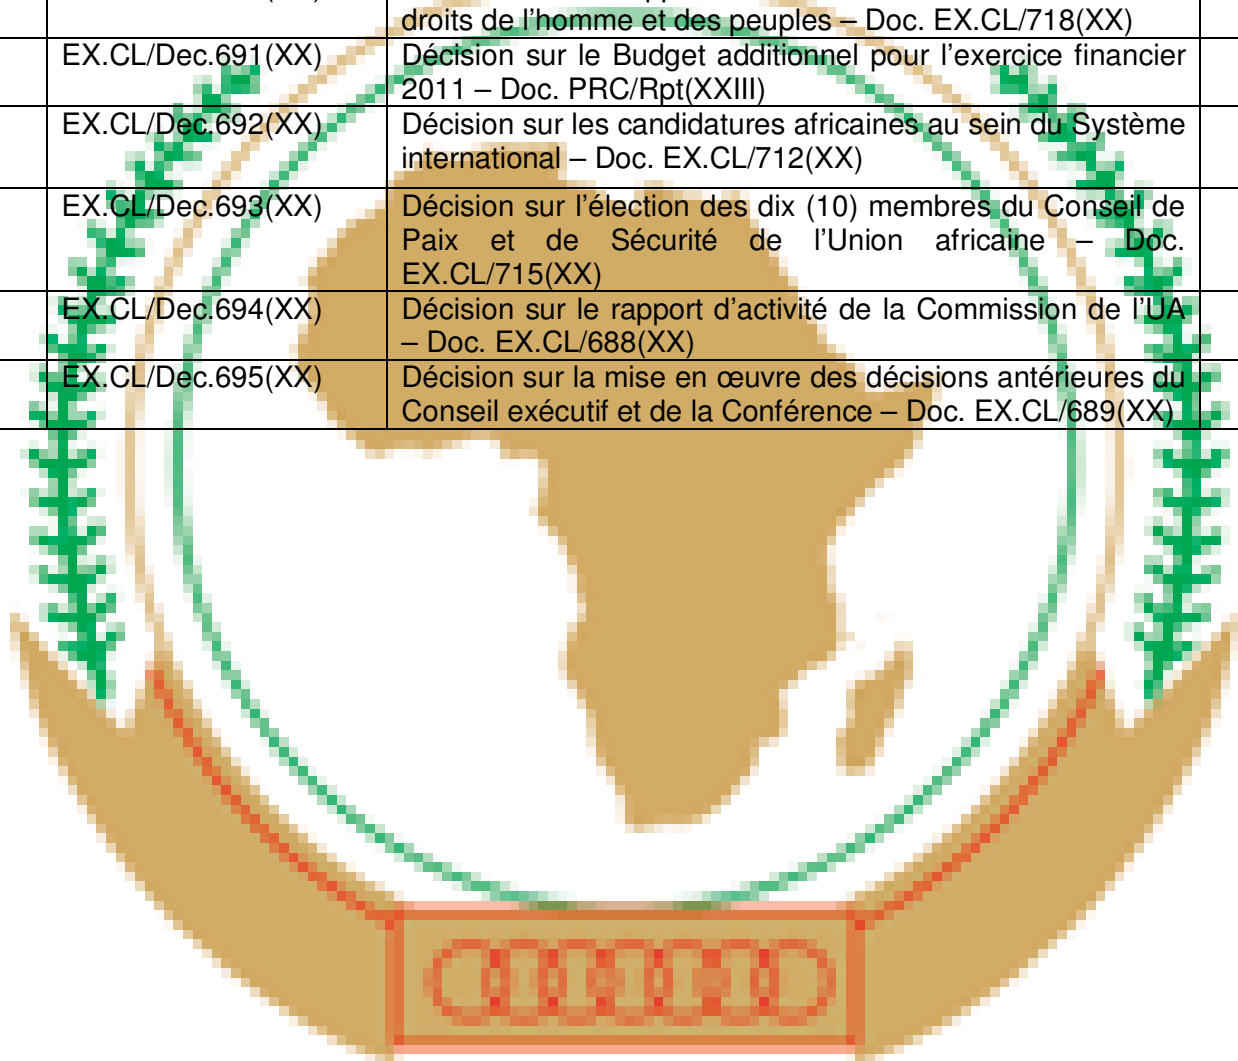 droits de l’homme et des peuples – Doc. EX.CL/718(XX)
EX.CL/Dec.691(XX) Décision sur le Budget additionnel pour l’exercice financier
2011 – Doc. PRC/Rpt(XXIII)
EX.CL/Dec.692(XX) Décision sur les candidatures africaines au sein du Système
international – Doc. EX.CL/712(XX)
EX.CL/Dec.693(XX) Décision sur l’élection des dix (10) membres du Conseil de
Paix et de Sécurité de l’Union africaine – Doc.
EX.CL/715(XX)
EX.CL/Dec.694(XX) Décision sur le rapport d’activité de la Commission de l’UA
– Doc. EX.CL/688(XX)
EX.CL/Dec.695(XX) Décision sur la mise en œuvre des décisions antérieures du
Conseil exécutif et de la Conférence – Doc. EX.CL/689(XX)